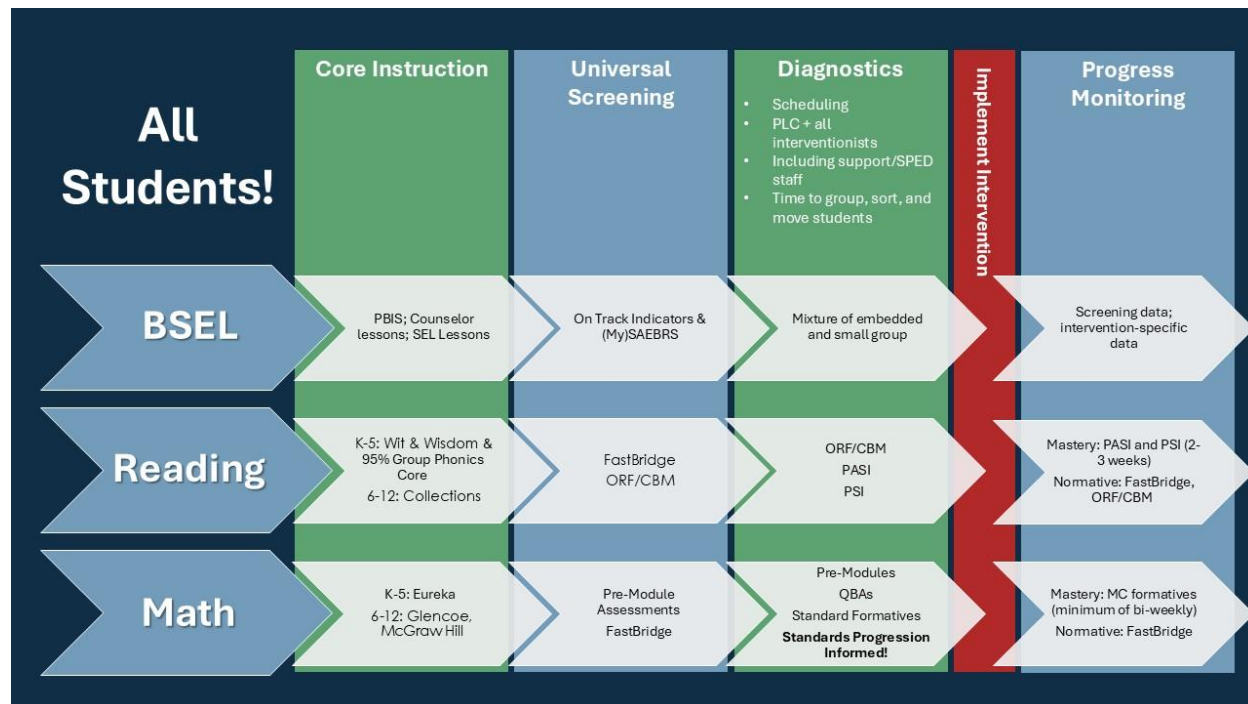 All
Students!
Core Instruction
Universal
Screening
Diagnostics
• Scheduling
• PLC + all
interventionists
• Including support/SPED
staff
• Time to group, sort, and
move students
Implement Intervention
Progress
Monitoring
BSEL
PBIS; Counselor
lessons; SEL Lessons
On Track Indicators &
(My)SAEBRS
Mixture of embedded
and small group
Screening data;
intervention-specific
data
Reading
K-5: Wit & Wisdom &
95% Group Phonics
Core
6-12: Collections
FastBridge
ORF/CBM
ORF/CBM
PASI
PSI
Mastery: PASI and PSI (2-
3 weeks)
Normative: FastBridge,
ORF/CBM
Math
K-5: Eureka
6-12: Glencoe,
McGraw Hill
Pre-Module
Assessments
FastBridge
Pre-Modules
QBAs
Standard Formatives
Standards Progression
Informed!
Mastery: MC formatives
(minimum of bi-weekly)
Normative: FastBridge